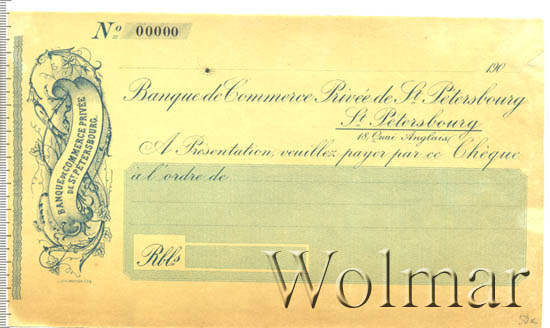 Nº 00000
190
Banque de Commerce Privée de St. Pétersbourg
St. Petersbourg
18, Quai Anglais
A Présentation, veuillez payer par ce Chèque
à l'ordre de
BANQUE DE COMMERCE PRIVÉE
DE ST PÉTERSBOURG.
Rbls
Wolmar